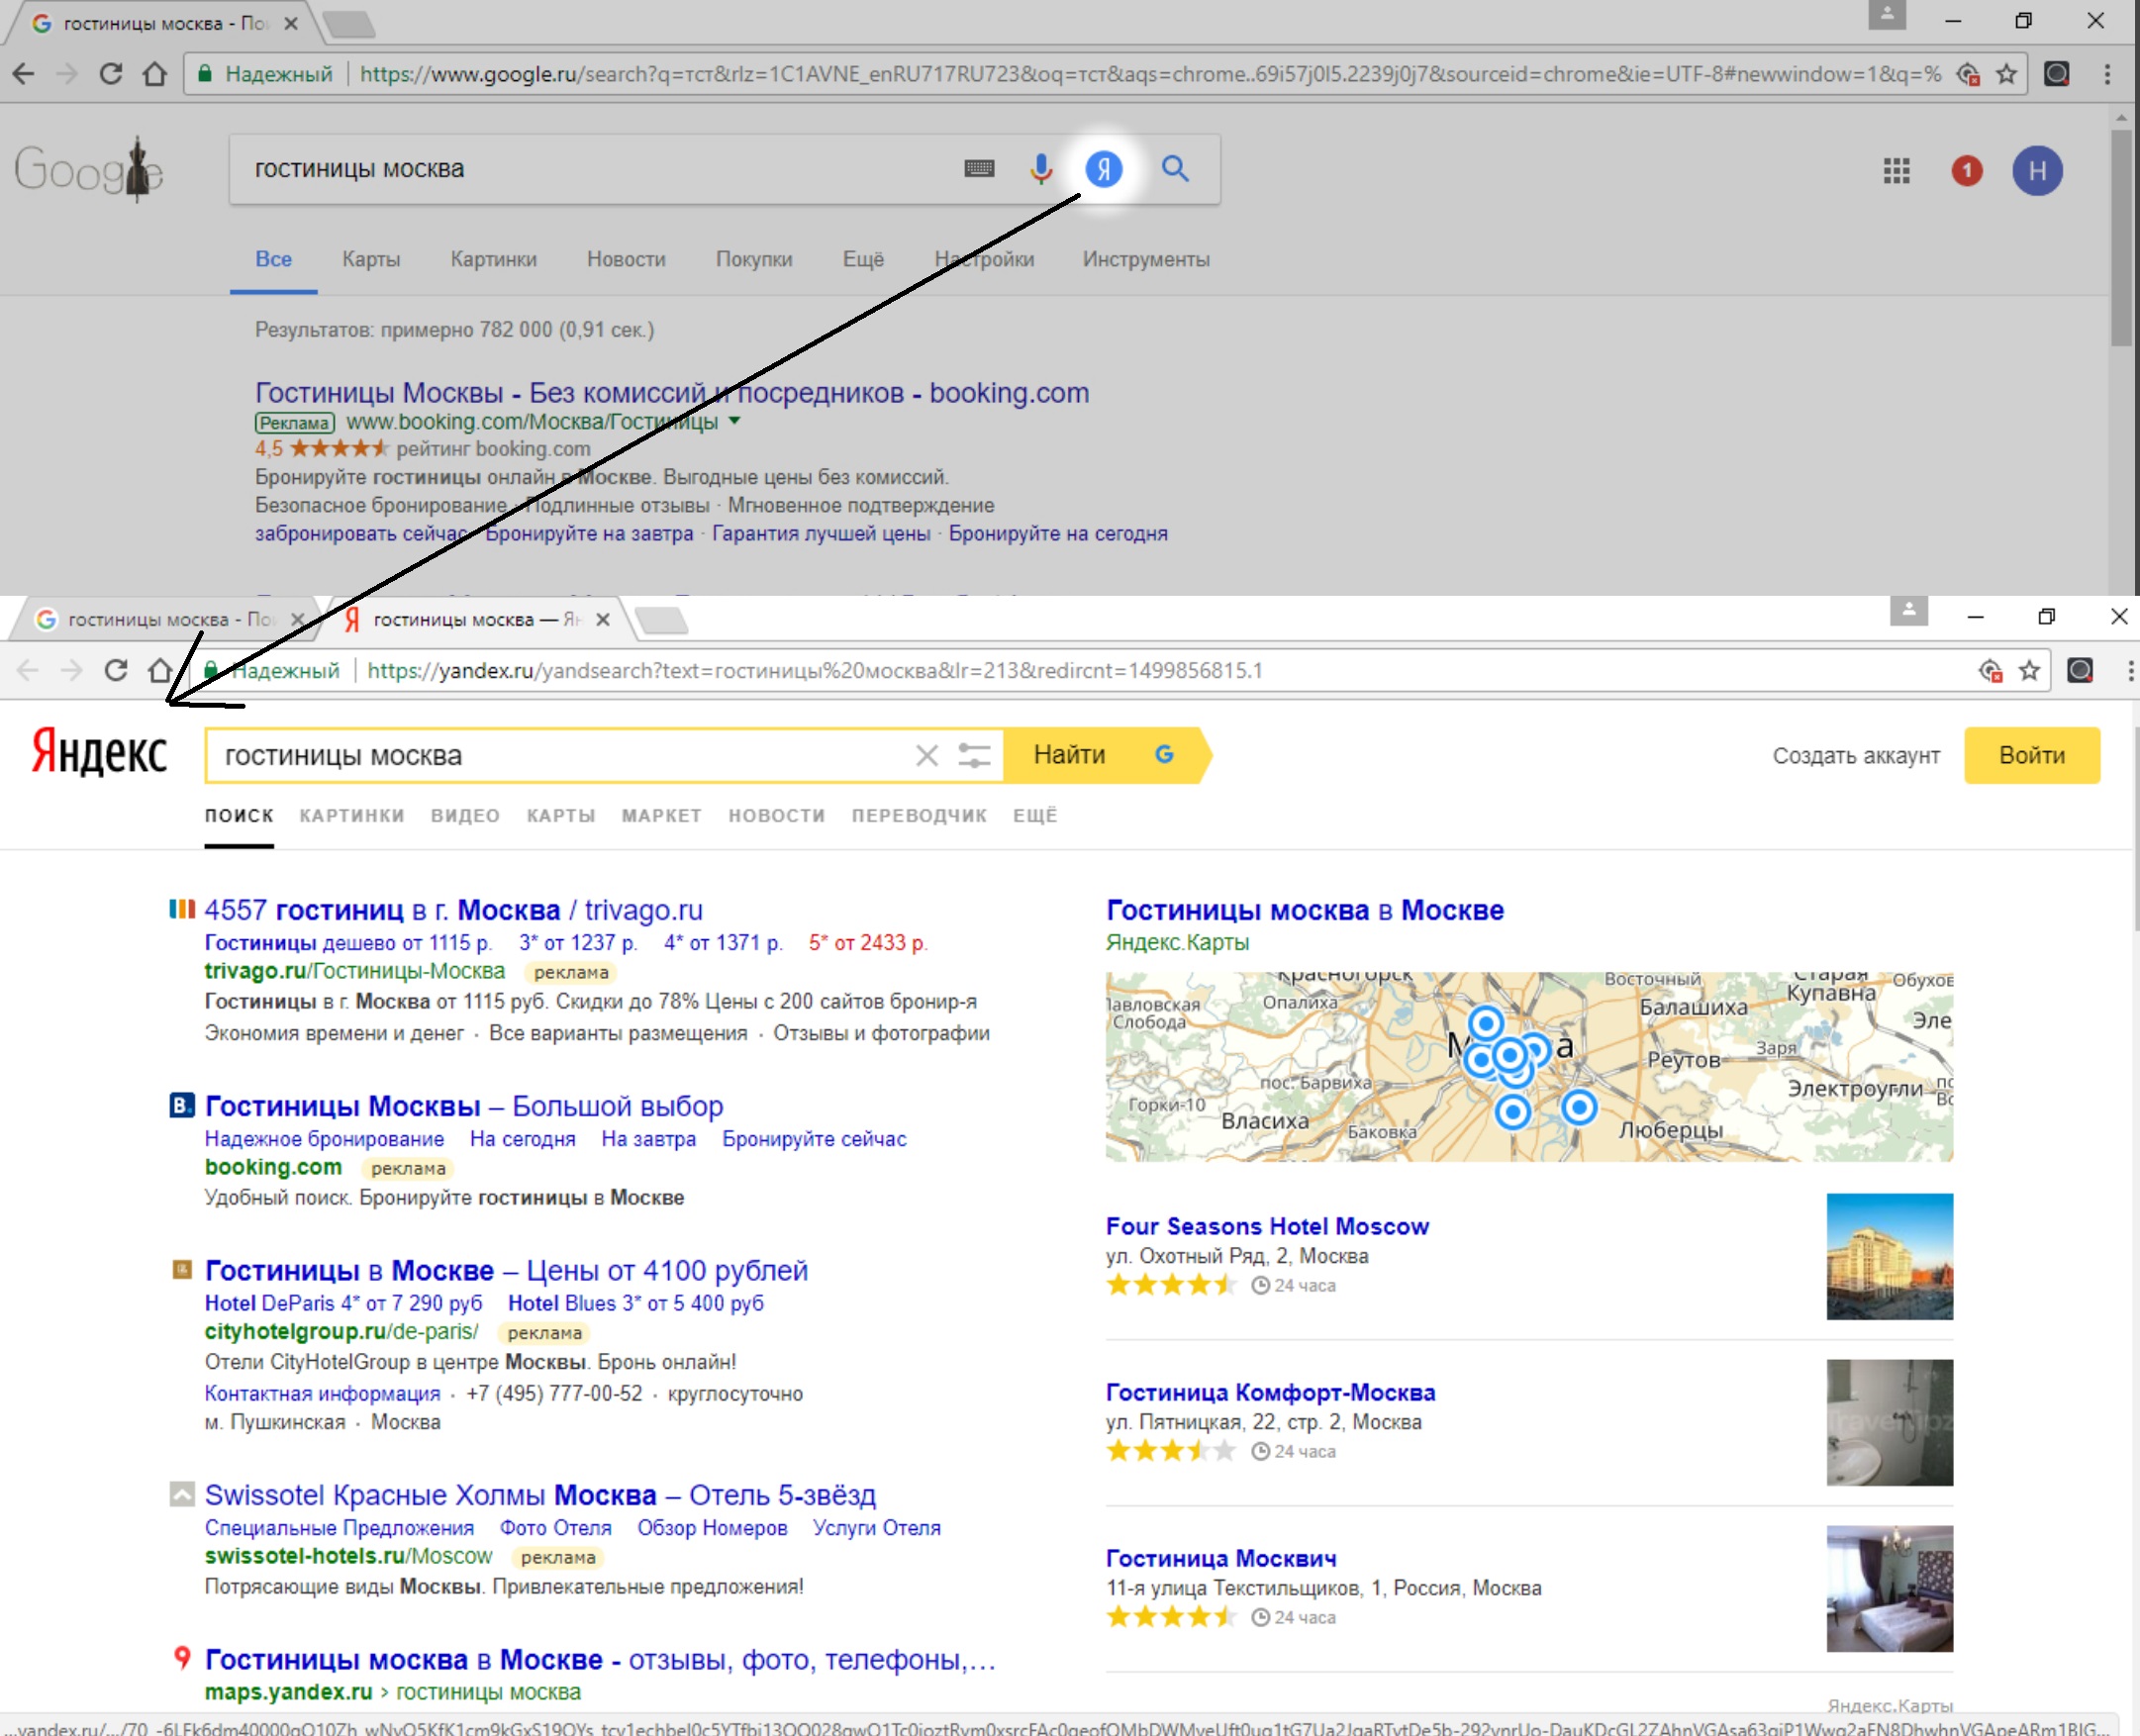 гостиницы москва - По
Надежный https://www.google.ru/search?q=тст&rlz=1C1AVNE_enRU717RU723&oq=тст&aqs=chrome..69i57j0l5.2239j0j7&sourceid=chrome&ie=UTF-8#newwindow=1&q=%
Google гостиницы москва Я 1 Н
Все Карты Картинки Новости Покупки Ещё Настройки Инструменты
Результатов: примерно 782 000 (0,91 сек.)
Гостиницы Москвы - Без комиссий и посредников - booking.com
Реклама www.booking.com/Москва/Гостиницы
4,5 рейтинг booking.com
Бронируйте гостиницы онлайн в Москве. Выгодные цены без комиссий.
Безопасное бронирование · Подлинные отзывы · Мгновенное подтверждение
забронировать сейчас · Бронируйте на завтра · Гарантия лучшей цены · Бронируйте на сегодня
гостиницы москва - По Я гостиницы москва — Ян
Надежный https://yandex.ru/yandsearch?text=гостиницы%20москва&lr=213&redircnt=1499856815.1
Яндекс гостиницы москва Найти G Создать аккаунт Войти
ПОИСК КАРТИНКИ ВИДЕО КАРТЫ МАРКЕТ НОВОСТИ ПЕРЕВОДЧИК ЕЩЁ
4557 гостиниц в г. Москва / trivago.ru
Гостиницы дешево от 1115 р. 3* от 1237 р. 4* от 1371 р. 5* от 2433 р.
trivago.ru/Гостиницы-Москва реклама
Гостиницы в г. Москва от 1115 руб. Скидки до 78% Цены с 200 сайтов бронир-я
Экономия времени и денег · Все варианты размещения · Отзывы и фотографии
B. Гостиницы Москвы – Большой выбор
Надежное бронирование На сегодня На завтра Бронируйте сейчас
booking.com реклама
Удобный поиск. Бронируйте гостиницы в Москве
Гостиницы в Москве – Цены от 4100 рублей
Hotel DeParis 4* от 7 290 руб Hotel Blues 3* от 5 400 руб
cityhotelgroup.ru/de-paris/ реклама
Отели CityHotelGroup в центре Москвы. Бронь онлайн!
Контактная информация · +7 (495) 777-00-52 · круглосуточно
м. Пушкинская · Москва
Swissotel Красные Холмы Москва – Отель 5-звёзд
Специальные Предложения Фото Отеля Обзор Номеров Услуги Отеля
swissotel-hotels.ru/Moscow реклама
Потрясающие виды Москвы. Привлекательные предложения!
Гостиницы москва в Москве - отзывы, фото, телефоны,…
maps.yandex.ru › гостиницы москва
Гостиницы москва в Москве
Яндекс.Карты
Красногорск Восточный Старая
Павловская Опалиха Балашиха Купавна Обухов
Слобода Эле
Реутов Заря
пос. Барвиха Электроугли
Горки-10 Власиха Баковка Люберцы
Four Seasons Hotel Moscow
ул. Охотный Ряд, 2, Москва
24 часа
Гостиница Комфорт-Москва
ул. Пятницкая, 22, стр. 2, Москва
24 часа
Гостиница Москвич
11-я улица Текстильщиков, 1, Россия, Москва
24 часа
Яндекс.Карты